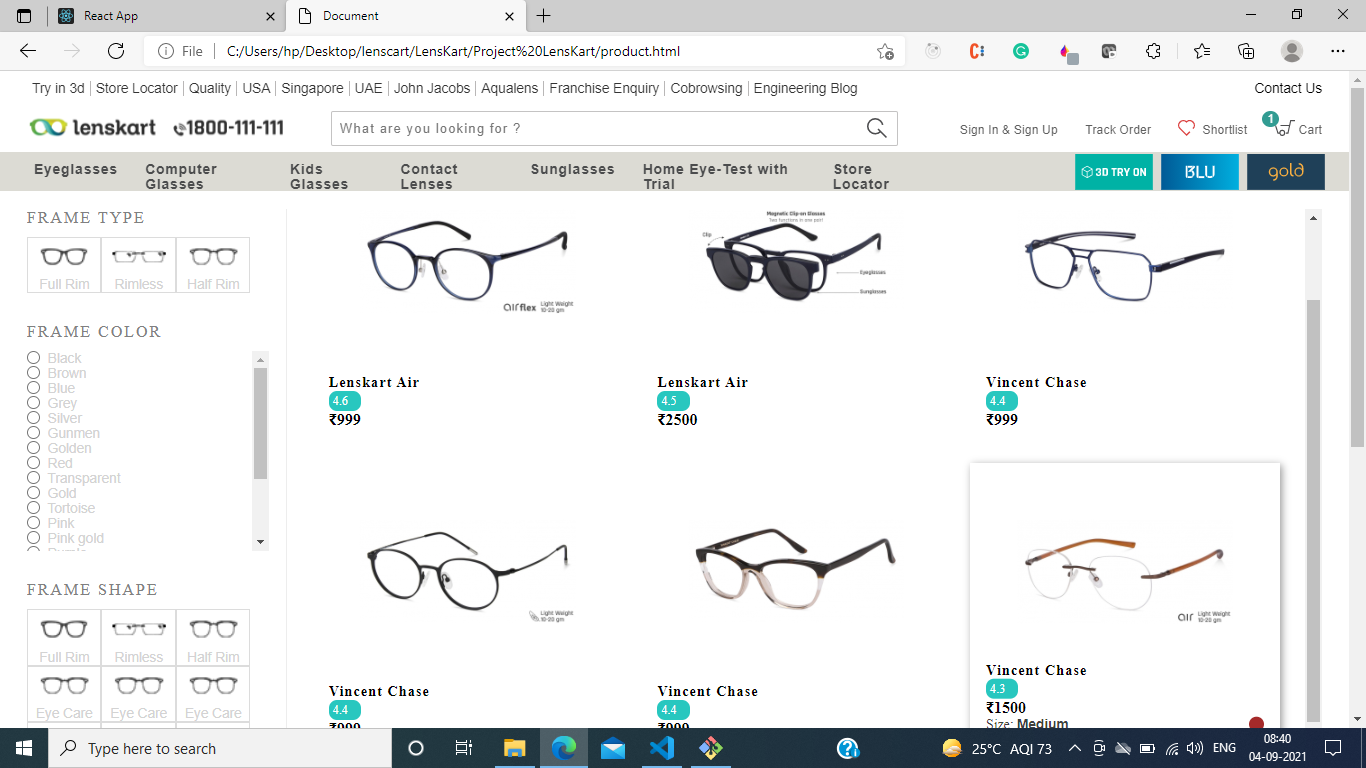 React App
Document
File
C:/Users/hp/Desktop/lenscart/LensKart/Project%20LensKart/product.html
Try in 3d Store Locator Quality USA Singapore UAE John Jacobs Aqualens Franchise Enquiry Cobrowsing Engineering Blog Contact Us
lenskart 1800-111-111
What are you looking for ?
Sign In & Sign Up Track Order Shortlist 1 Cart
Eyeglasses
Computer
Glasses
Kids
Glasses
Contact
Lenses
Sunglasses
Home Eye-Test with
Trial
Store
Locator
3D TRY ON
BLU
gold
FRAME TYPE
Full Rim Rimless Half Rim
FRAME COLOR
Black
Brown
Blue
Grey
Silver
Gunmen
Golden
Red
Transparent
Gold
Tortoise
Pink
Pink gold
FRAME SHAPE
Full Rim Rimless Half Rim
Eye Care Eye Care Eye Care
air flex Light Weight
10-20 gm
Lenskart Air
4.6
₹999
Magnetic Clip-on Glasses
Two functions in one pair!
Clip
Eyeglasses
Sunglasses
Lenskart Air
4.5
₹2500
Vincent Chase
4.4
₹999
Light Weight
10-20 gm
Vincent Chase
4.4
₹999
Vincent Chase
4.4
₹999
air Light Weight
10-20 gm
Vincent Chase
4.3
₹1500
Size: Medium
Type here to search
25°C AQI 73
ENG
08:40
04-09-2021